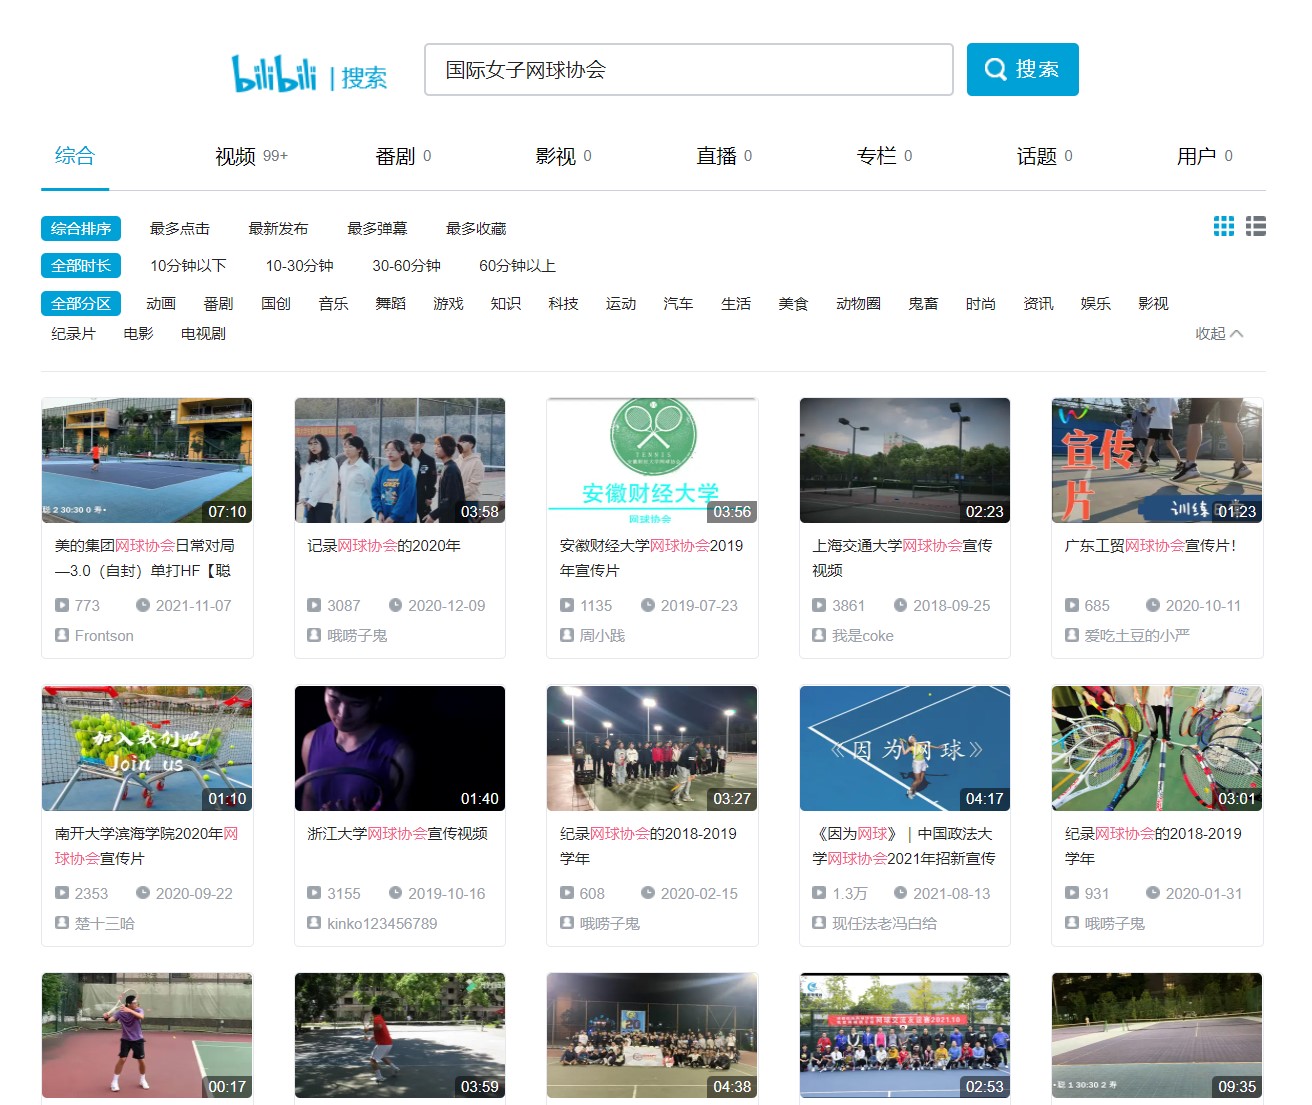 bilibili | 搜索
国际女子网球协会
搜索
综合 视频 99+ 番剧 0 影视 0 直播 0 专栏 0 话题 0 用户 0
综合排序 最多点击 最新发布 最多弹幕 最多收藏
全部时长 10分钟以下 10-30分钟 30-60分钟 60分钟以上
全部分区 动画 番剧 国创 音乐 舞蹈 游戏 知识 科技 运动 汽车 生活 美食 动物圈 鬼畜 时尚 资讯 娱乐 影视
纪录片 电影 电视剧 收起
聪 2 30:30 0 寿•
07:10
美的集团网球协会日常对局
—3.0（自封）单打HF【聪
773 2021-11-07
Frontson
03:58
记录网球协会的2020年
3087 2020-12-09
哦唠子鬼
TENNIS
安徽财经大学
网球协会
03:56
安徽财经大学网球协会2019
年宣传片
1135 2019-07-23
周小践
02:23
上海交通大学网球协会宣传
视频
3861 2018-09-25
我是coke
宣传
片
训练日常
01:23
广东工贸网球协会宣传片！
685 2020-10-11
爱吃土豆的小严
加入我们吧
Join us
01:10
南开大学滨海学院2020年网
球协会宣传片
2353 2020-09-22
楚十三哈
01:40
浙江大学网球协会宣传视频
3155 2019-10-16
kinko123456789
03:27
纪录网球协会的2018-2019
学年
608 2020-02-15
哦唠子鬼
《因为网球》
04:17
《因为网球》｜中国政法大
学网球协会2021年招新宣传
1.3万 2021-08-13
现任法老冯白给
03:01
纪录网球协会的2018-2019
学年
931 2020-01-31
哦唠子鬼
00:17
03:59
04:38
02:53
•聪 1 30:30 2 寿
09:35